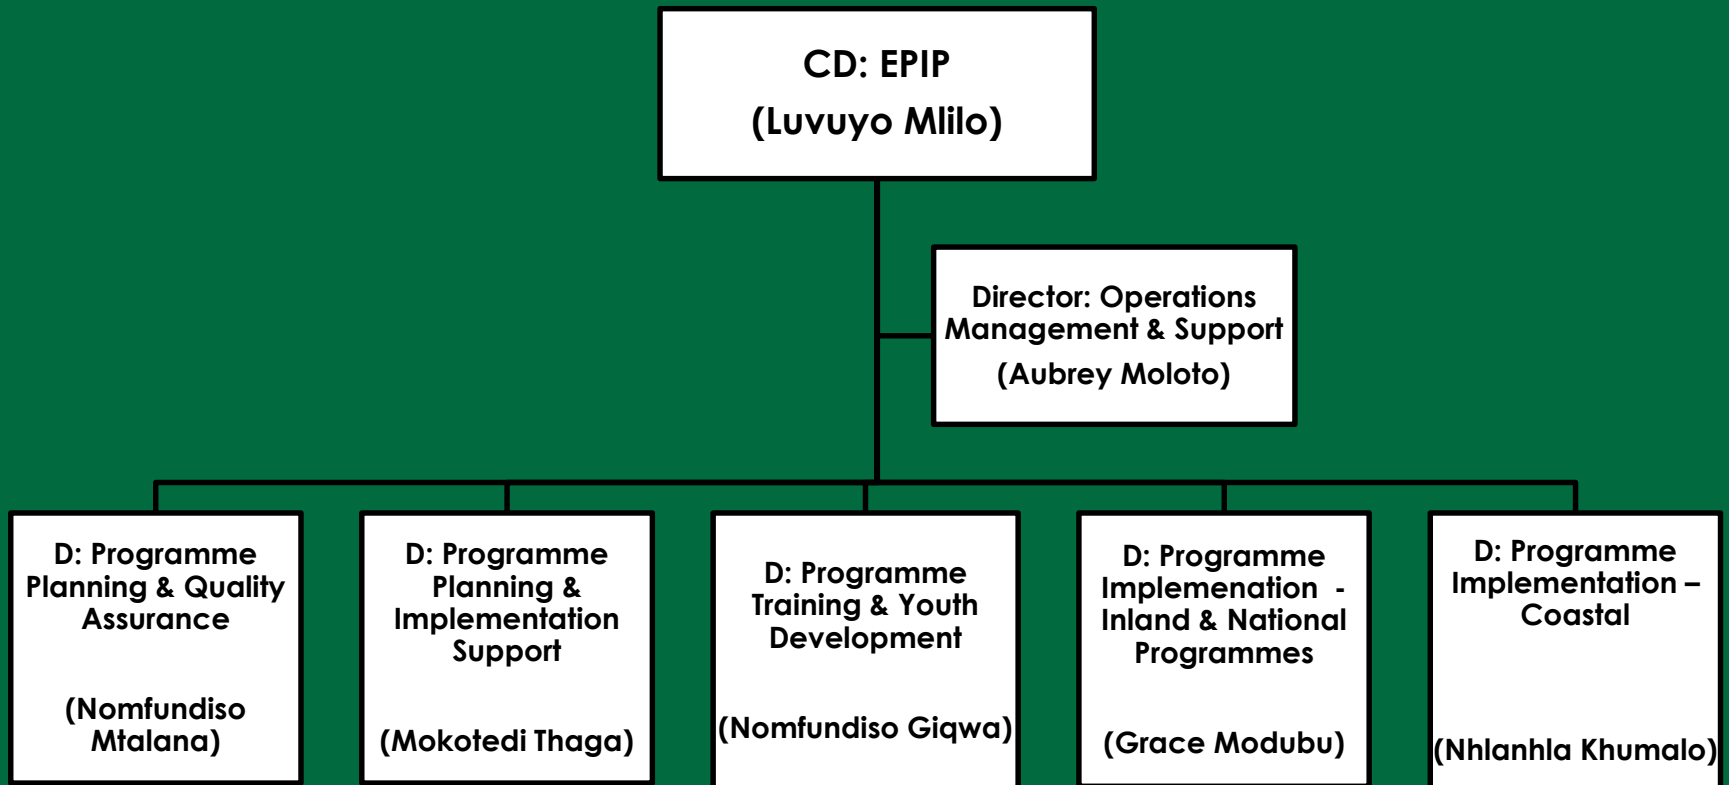 CD: EPIP
(Luvuyo Mlilo)
Director: Operations
Management & Support
(Aubrey Moloto)
D: Programme
Planning & Quality
Assurance
(Nomfundiso
Mtalana)
D: Programme
Planning &
Implementation
Support
(Mokotedi Thaga)
D: Programme
Training & Youth
Development
(Nomfundiso Giqwa)
D: Programme
Implemenation -
Inland & National
Programmes
(Grace Modubu)
D: Programme
Implementation –
Coastal
(Nhlanhla Khumalo)